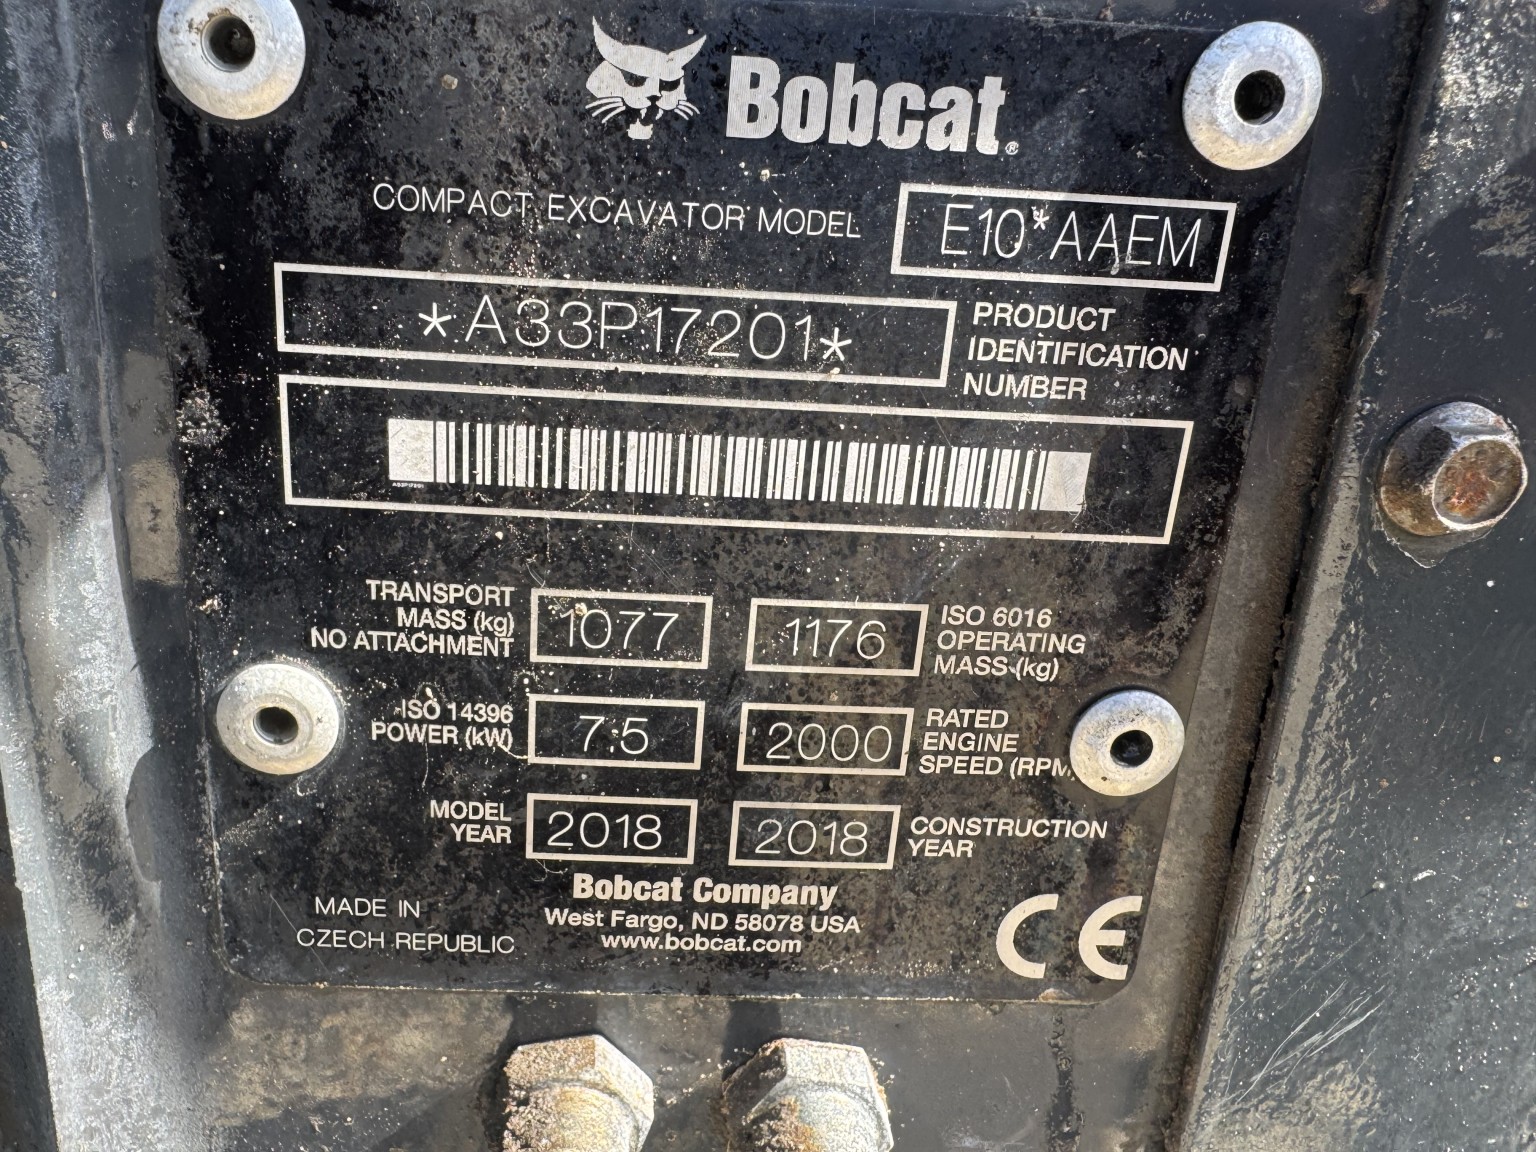 Bobcat®
COMPACT EXCAVATOR MODEL E10*AAEM
*A33P17201*
PRODUCT
IDENTIFICATION
NUMBER
A33P17201
TRANSPORT
MASS (kg)
NO ATTACHMENT
1077
1176
ISO 6016
OPERATING
MASS (kg)
ISO 14396
POWER (kW)
7.5
2000
RATED
ENGINE
SPEED (RPM)
MODEL
YEAR
2018
2018
CONSTRUCTION
YEAR
Bobcat Company
West Fargo, ND 58078 USA
www.bobcat.com
MADE IN
CZECH REPUBLIC
CE